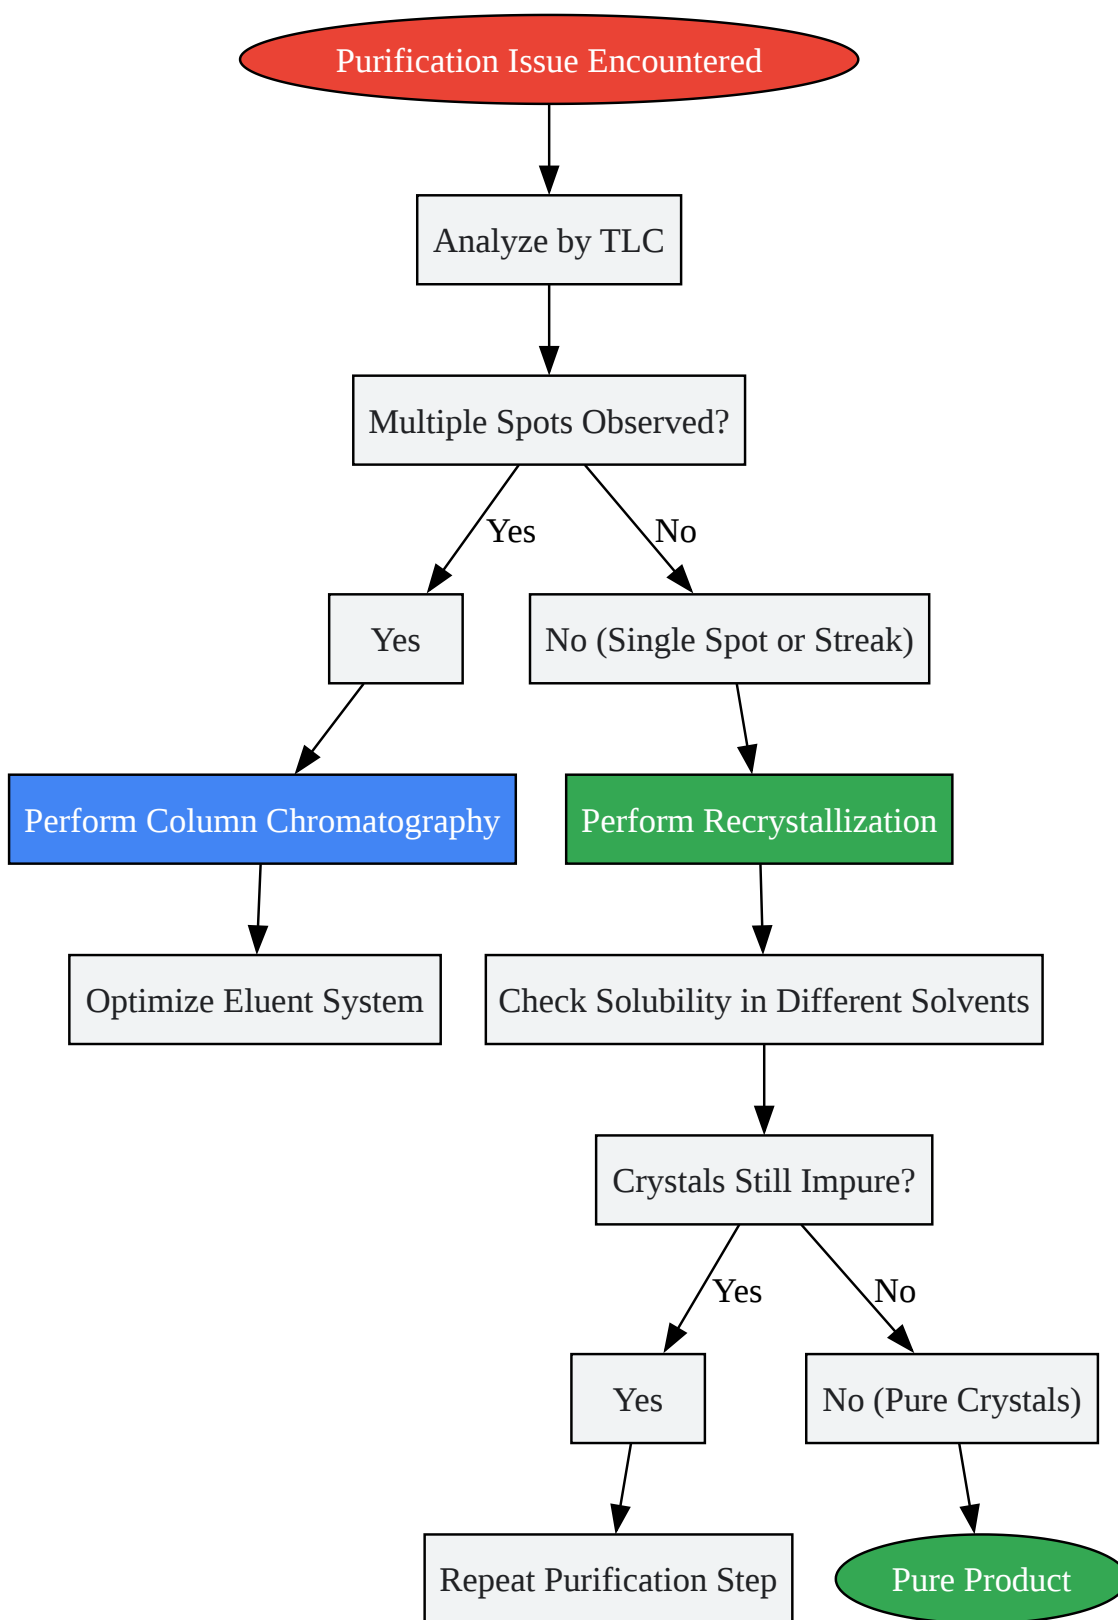 Purification Issue Encountered
Analyze by TLC
Multiple Spots Observed?
Yes
No
Yes
No (Single Spot or Streak)
Perform Column Chromatography
Perform Recrystallization
Optimize Eluent System
Check Solubility in Different Solvents
Crystals Still Impure?
Yes
No
Yes
No (Pure Crystals)
Repeat Purification Step
Pure Product